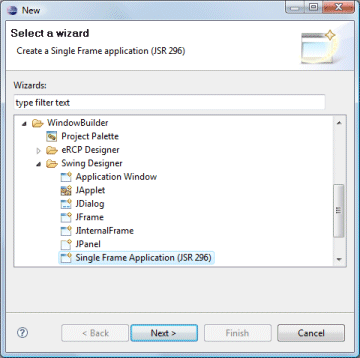 New
Select a wizard
Create a Single Frame application (JSR 296)
Wizards:
type filter text
WindowBuilder
Project Palette
eRCP Designer
Swing Designer
Application Window
JApplet
JDialog
JFrame
JInternalFrame
JPanel
Single Frame Application (JSR 296)
?
< Back
Next >
Finish
Cancel